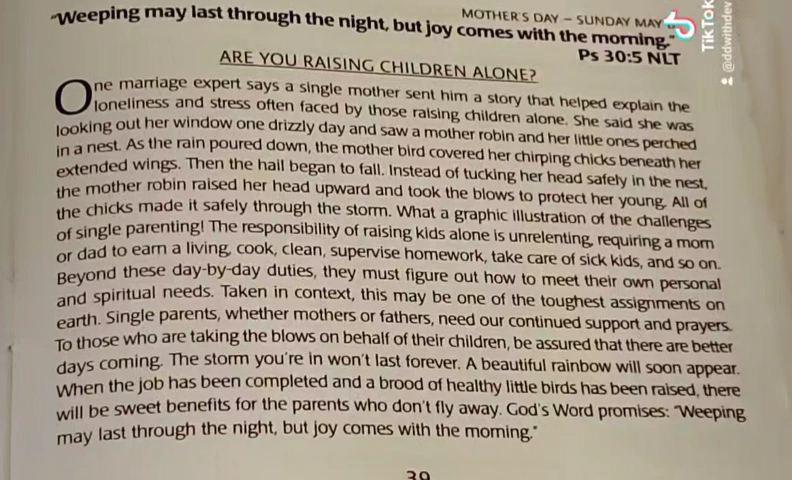 MOTHER'S DAY – SUNDAY MAY
"Weeping may last through the night, but joy comes with the morning."
Ps 30:5 NLT
ARE YOU RAISING CHILDREN ALONE?
One marriage expert says a single mother sent him a story that helped explain the
loneliness and stress often faced by those raising children alone. She said she was
looking out her window one drizzly day and saw a mother robin and her little ones perched
in a nest. As the rain poured down, the mother bird covered her chirping chicks beneath her
extended wings. Then the hail began to fall. Instead of tucking her head safely in the nest,
the mother robin raised her head upward and took the blows to protect her young. All of
the chicks made it safely through the storm. What a graphic illustration of the challenges
of single parenting! The responsibility of raising kids alone is unrelenting, requiring a mom
or dad to earn a living, cook, clean, supervise homework, take care of sick kids, and so on.
Beyond these day-by-day duties, they must figure out how to meet their own personal
and spiritual needs. Taken in context, this may be one of the toughest assignments on
earth. Single parents, whether mothers or fathers, need our continued support and prayers.
To those who are taking the blows on behalf of their children, be assured that there are better
days coming. The storm you're in won't last forever. A beautiful rainbow will soon appear.
When the job has been completed and a brood of healthy little birds has been raised, there
will be sweet benefits for the parents who don't fly away. God's Word promises: "Weeping
may last through the night, but joy comes with the morning."
39
TikTok
@ddwithdev